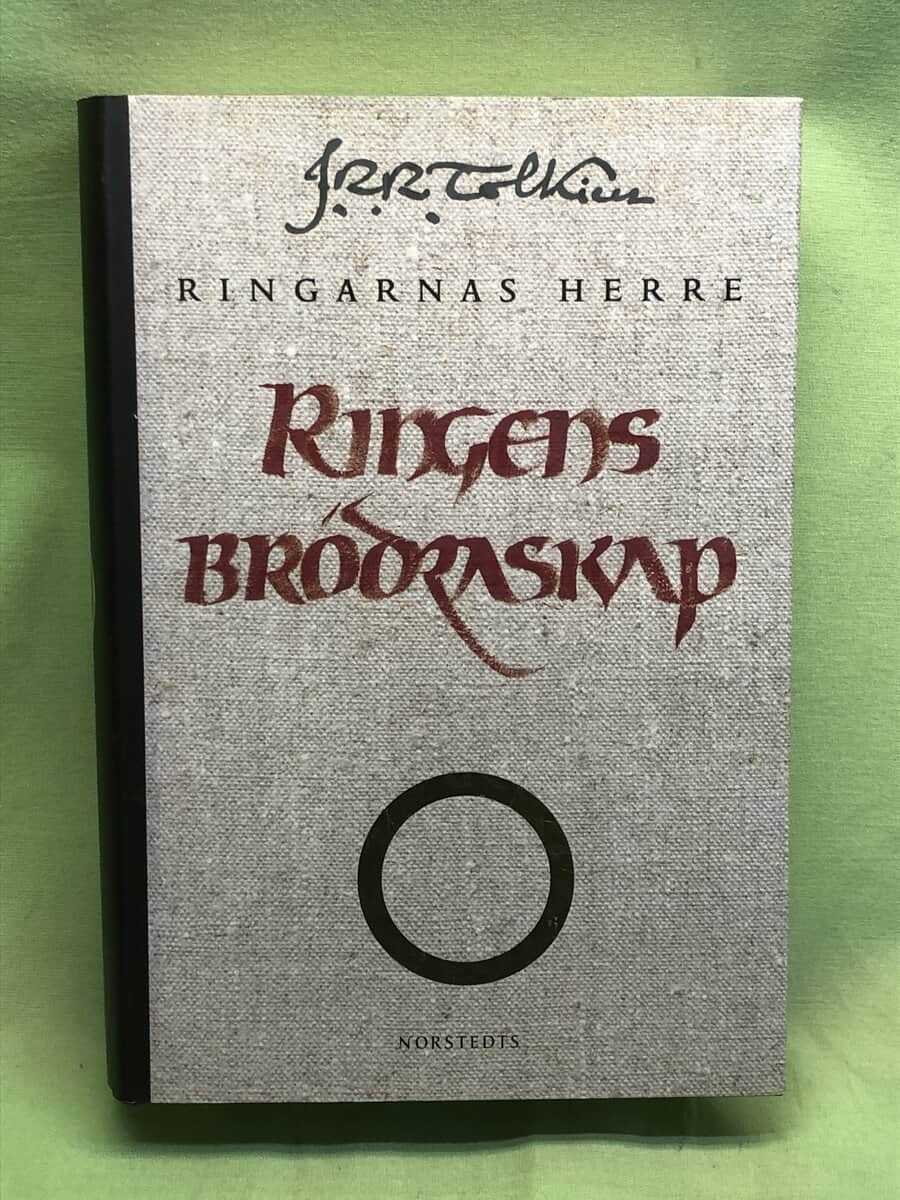 J.R.R. Tolkien
RINGARNAS HERRE
RINGENS
BRÖDRASKAP
NORSTEDTS